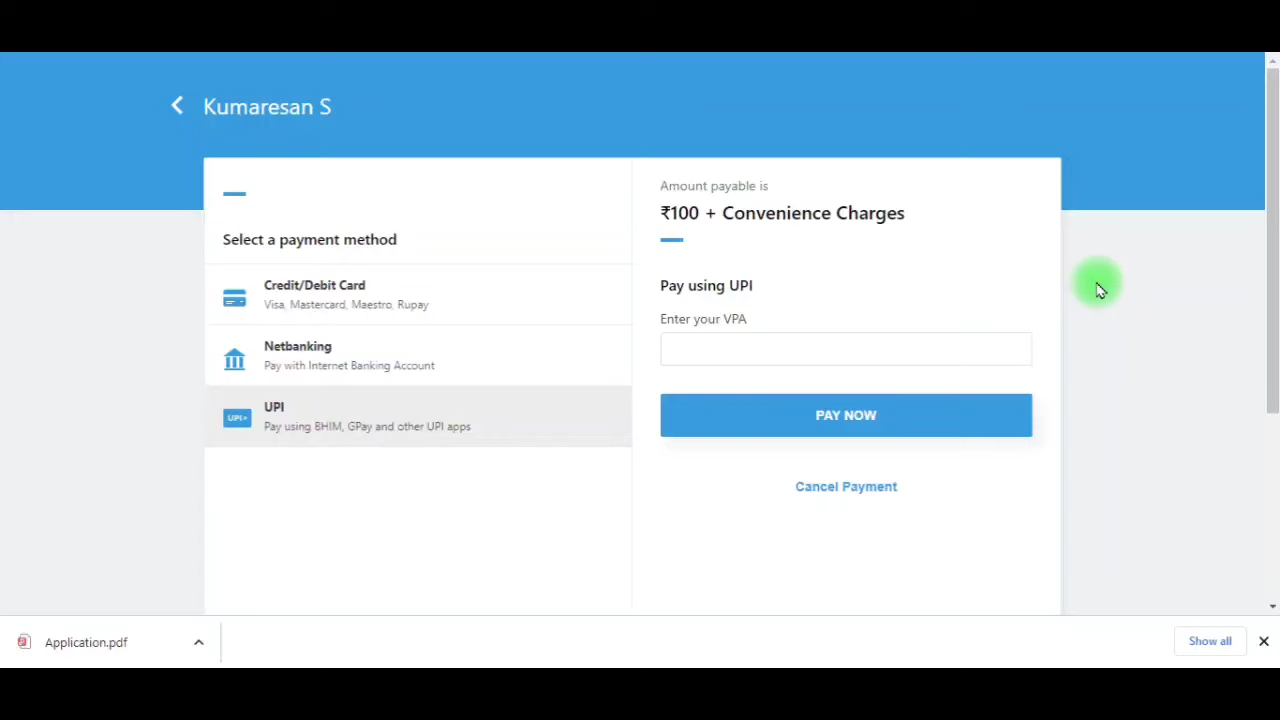 Kumaresan S
Select a payment method
Credit/Debit Card
Visa, Mastercard, Maestro, Rupay
Netbanking
Pay with Internet Banking Account
UPI
UPI
Pay using BHIM, GPay and other UPI apps
Amount payable is
₹100 + Convenience Charges
Pay using UPI
Enter your VPA
PAY NOW
Cancel Payment
Application.pdf
Show all